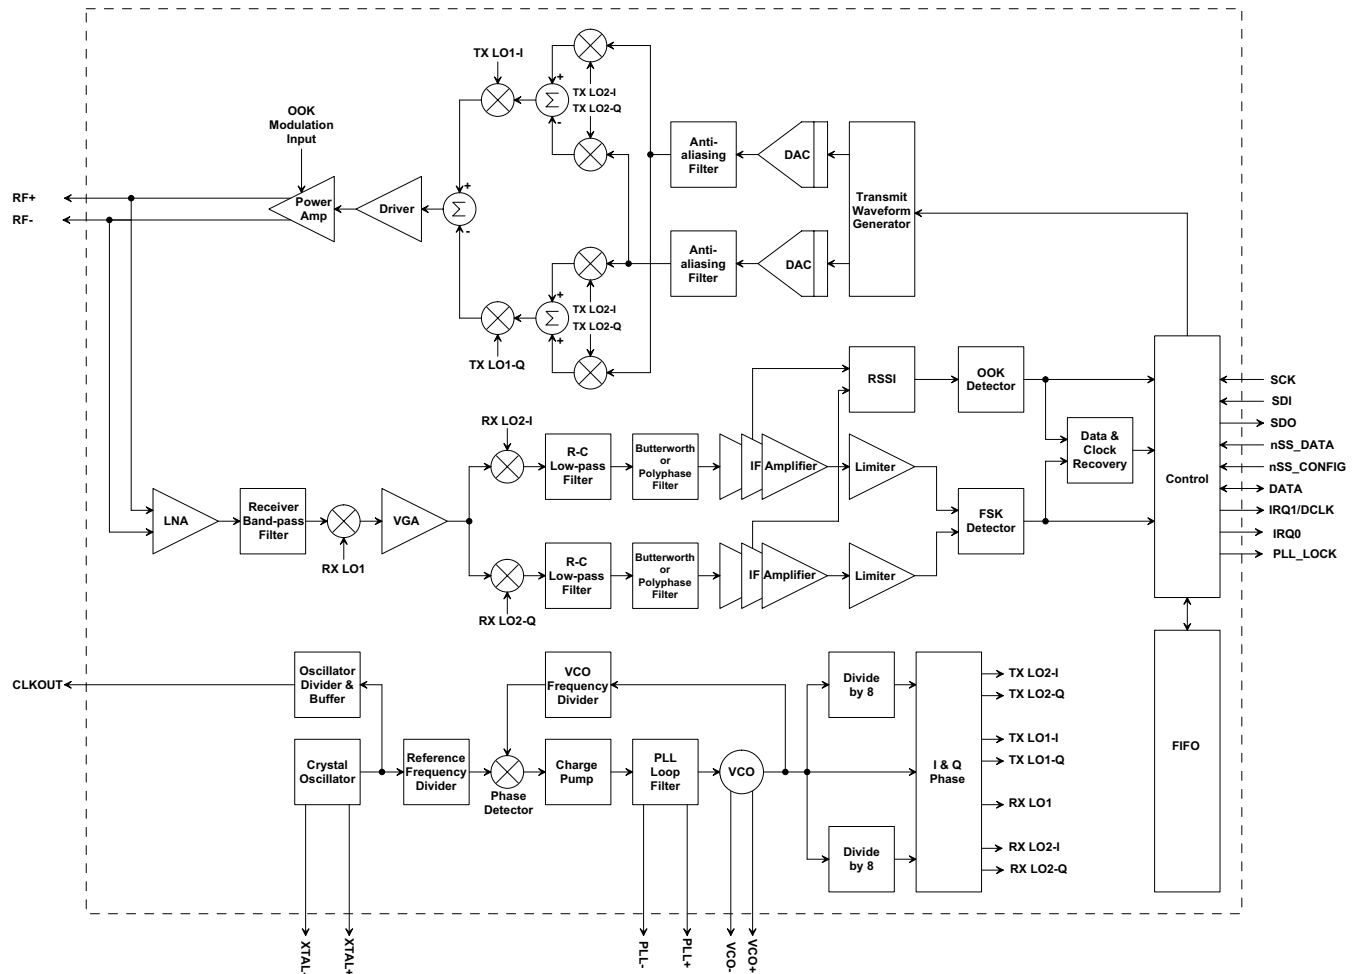 TX LO1-I
+
Σ
-
TX LO2-I
TX LO2-Q
OOK
Modulation
Input
Anti-
aliasing
Filter
DAC
RF+
RF-
Power
Amp
Driver
+
Σ
-
Transmit
Waveform
Generator
Anti-
aliasing
Filter
DAC
+
Σ
+
TX LO2-I
TX LO2-Q
TX LO1-Q
RSSI
OOK
Detector
SCK
SDI
SDO
nSS_DATA
nSS_CONFIG
DATA
IRQ1/DCLK
IRQ0
PLL_LOCK
Data &
Clock
Recovery
Control
RX LO2-I
R-C
Low-pass
Filter
Butterworth
or
Polyphase
Filter
IF Amplifier
Limiter
LNA
Receiver
Band-pass
Filter
RX LO1
VGA
FSK
Detector
R-C
Low-pass
Filter
Butterworth
or
Polyphase
Filter
IF Amplifier
Limiter
RX LO2-Q
CLKOUT
Oscillator
Divider &
Buffer
VCO
Frequency
Divider
Divide
by 8
TX LO2-I
TX LO2-Q
TX LO1-I
TX LO1-Q
RX LO1
RX LO2-I
RX LO2-Q
FIFO
Crystal
Oscillator
Reference
Frequency
Divider
Phase
Detector
Charge
Pump
PLL
Loop
Filter
VCO
I & Q
Phase
Divide
by 8
XTAL-
XTAL+
PLL-
PLL+
VCO-
VCO+